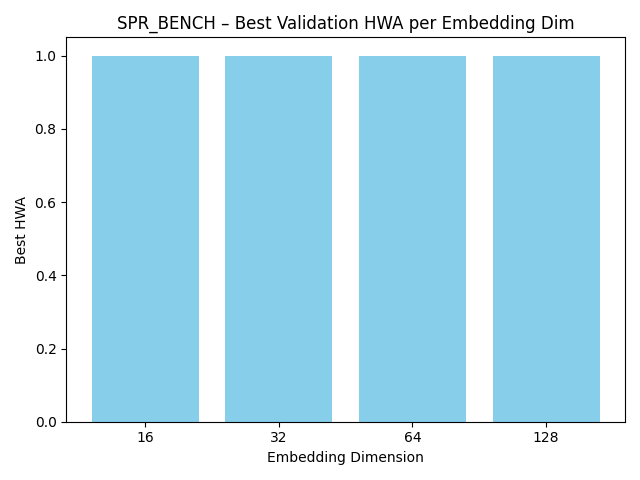 SPR_BENCH – Best Validation HWA per Embedding Dim
1.0
0.8
0.6
0.4
0.2
0.0
Best HWA
16 32 64 128
Embedding Dimension